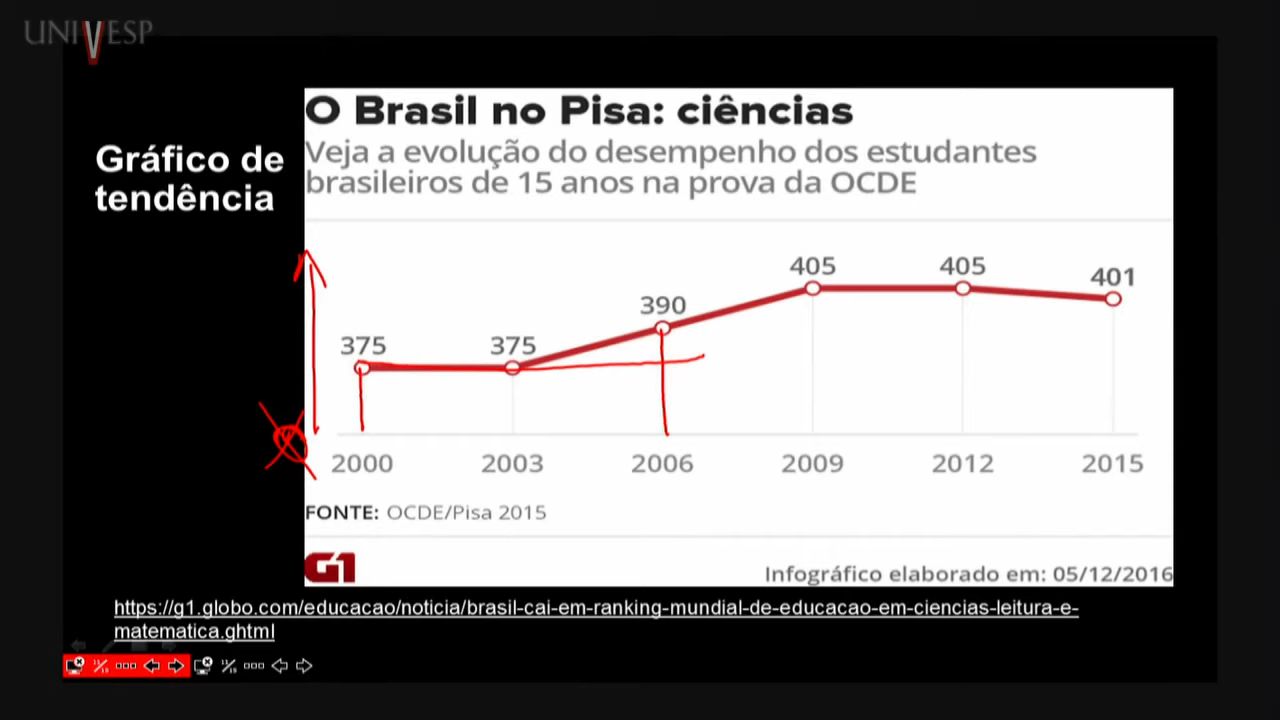 UNIVESP
Gráfico de
tendência
O Brasil no Pisa: ciências
Veja a evolução do desempenho dos estudantes
brasileiros de 15 anos na prova da OCDE
375
375
390
405
405
401
2000
2003
2006
2009
2012
2015
FONTE: OCDE/Pisa 2015
G1
Infográfico elaborado em: 05/12/2016
https://g1.globo.com/educacao/noticia/brasil-cai-em-ranking-mundial-de-educacao-em-ciencias-leitura-e-
matematica.ghtml